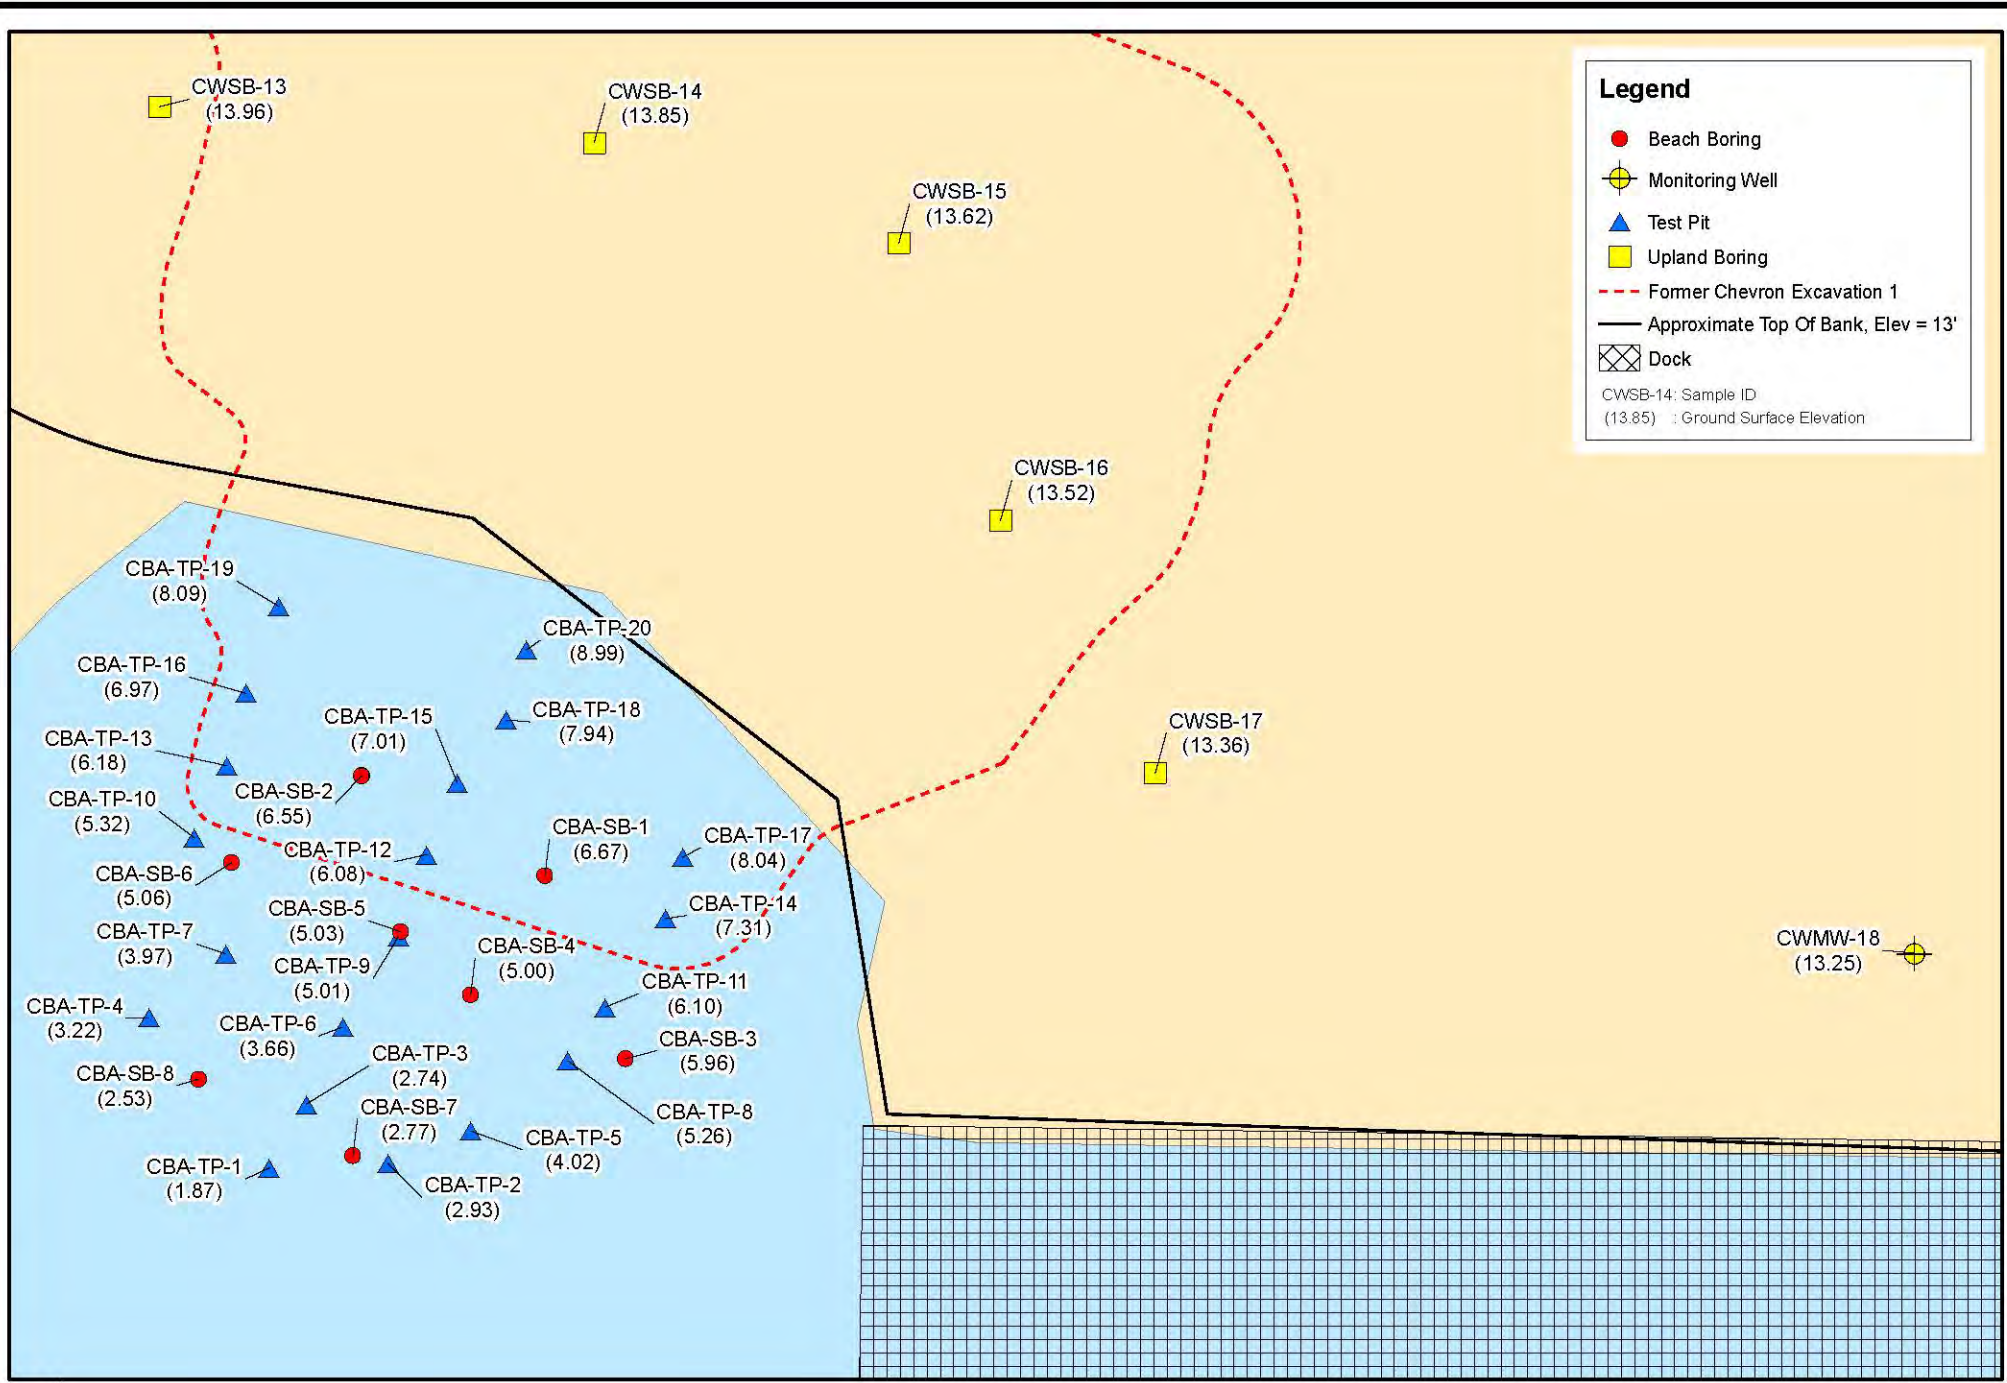 CWSB-13
(13.96)
CWSB-14
(13.85)
CWSB-15
(13.62)
CWSB-16
(13.52)
CWSB-17
(13.36)
CWMW-18
(13.25)
Legend
Beach Boring
Monitoring Well
Test Pit
Upland Boring
Former Chevron Excavation 1
Approximate Top Of Bank, Elev = 13'
Dock
CWSB-14: Sample ID
(13.85) : Ground Surface Elevation
CBA-TP-19
(8.09)
CBA-TP-20
(8.99)
CBA-TP-16
(6.97)
CBA-TP-15
(7.01)
CBA-TP-18
(7.94)
CBA-TP-13
(6.18)
CBA-SB-2
(6.55)
CBA-TP-10
(5.32)
CBA-SB-1
(6.67)
CBA-TP-17
(8.04)
CBA-TP-12
(6.08)
CBA-SB-6
(5.06)
CBA-SB-5
(5.03)
CBA-TP-14
(7.31)
CBA-TP-7
(3.97)
CBA-SB-4
(5.00)
CBA-TP-9
(5.01)
CBA-TP-11
(6.10)
CBA-TP-4
(3.22)
CBA-TP-6
(3.66)
CBA-SB-3
(5.96)
CBA-TP-3
(2.74)
CBA-SB-8
(2.53)
CBA-SB-7
(2.77)
CBA-TP-8
(5.26)
CBA-TP-5
(4.02)
CBA-TP-1
(1.87)
CBA-TP-2
(2.93)